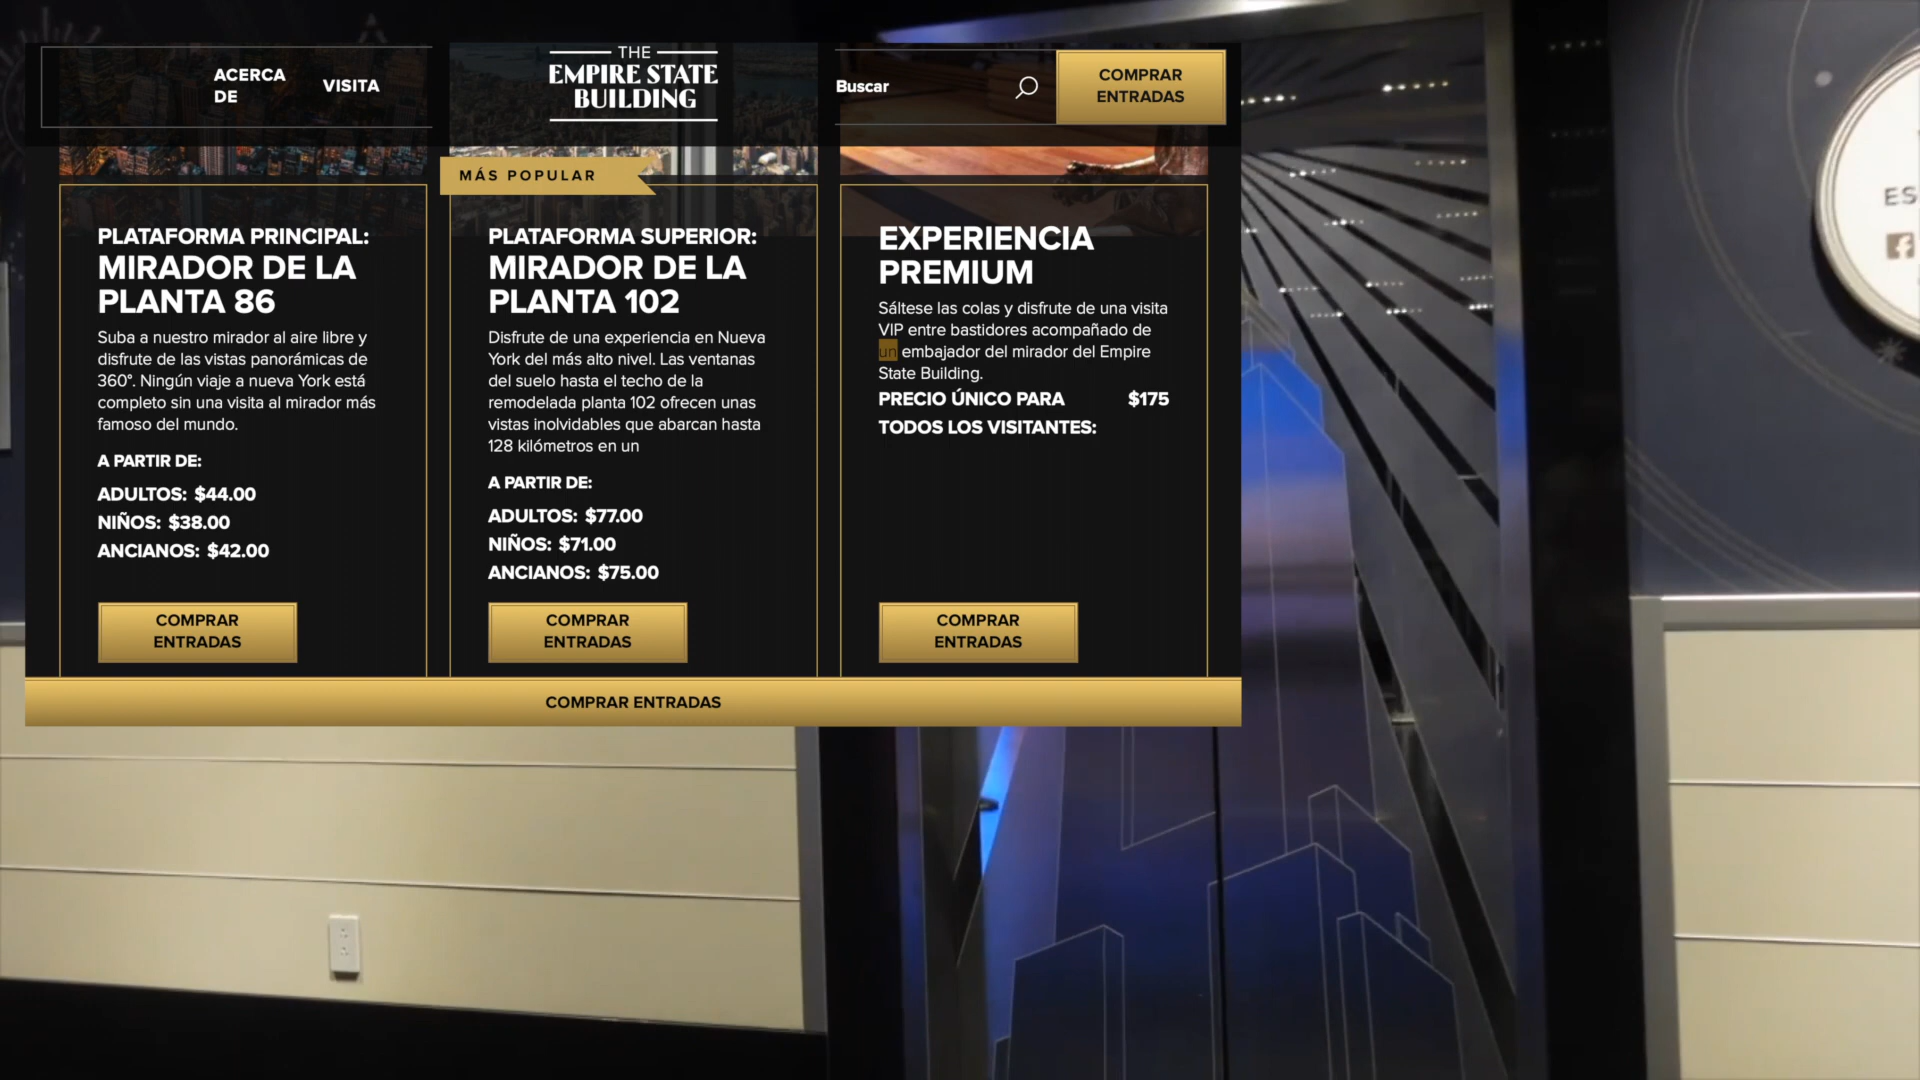 ACERCA
DE
VISITA
THE
EMPIRE STATE
BUILDING
Buscar
COMPRAR
ENTRADAS
MÁS POPULAR
PLATAFORMA PRINCIPAL:
MIRADOR DE LA
PLANTA 86
Suba a nuestro mirador al aire libre y
disfrute de las vistas panorámicas de
360°. Ningún viaje a nueva York está
completo sin una visita al mirador más
famoso del mundo.
A PARTIR DE:
ADULTOS: $44.00
NIÑOS: $38.00
ANCIANOS: $42.00
COMPRAR
ENTRADAS
PLATAFORMA SUPERIOR:
MIRADOR DE LA
PLANTA 102
Disfrute de una experiencia en Nueva
York del más alto nivel. Las ventanas
del suelo hasta el techo de la
remodelada planta 102 ofrecen unas
vistas inolvidables que abarcan hasta
128 kilómetros en un
A PARTIR DE:
ADULTOS: $77.00
NIÑOS: $71.00
ANCIANOS: $75.00
COMPRAR
ENTRADAS
EXPERIENCIA
PREMIUM
Sáltese las colas y disfrute de una visita
VIP entre bastidores acompañado de
un embajador del mirador del Empire
State Building.
PRECIO ÚNICO PARA $175
TODOS LOS VISITANTES:
COMPRAR
ENTRADAS
COMPRAR ENTRADAS